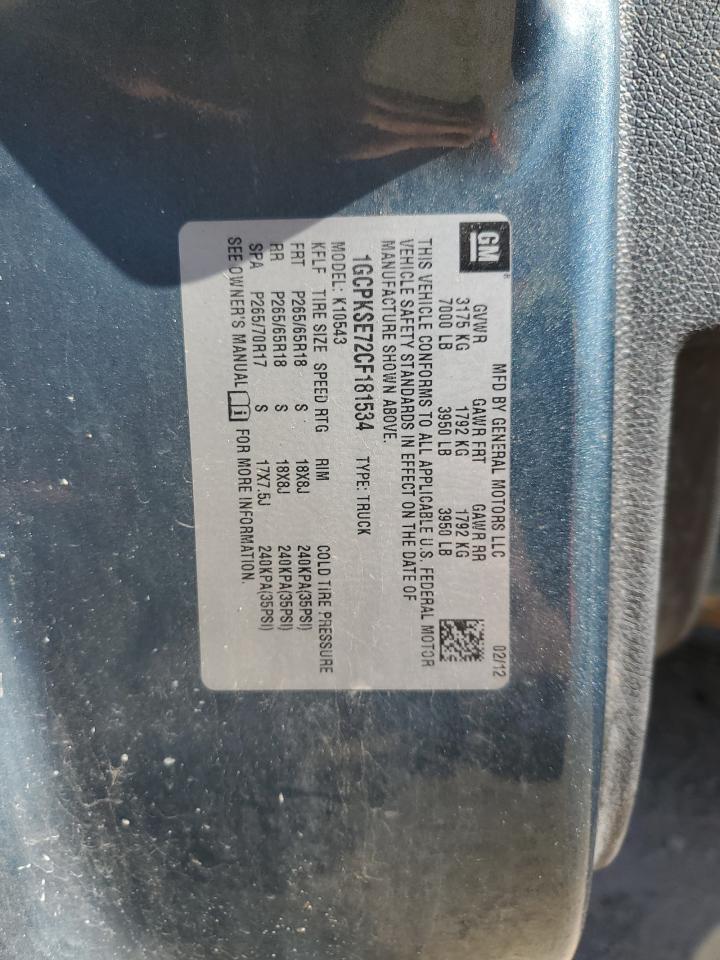 GM ®
MFD BY GENERAL MOTORS LLC 02/12
GVWR GAWR FRT GAWR RR
3175 KG 1792 KG 1792 KG
7000 LB 3950 LB 3950 LB
THIS VEHICLE CONFORMS TO ALL APPLICABLE U.S. FEDERAL MOTOR
VEHICLE SAFETY STANDARDS IN EFFECT ON THE DATE OF
MANUFACTURE SHOWN ABOVE.
1GCPKSE72CF181534 TYPE: TRUCK
MODEL: K10543
KFLF TIRE SIZE SPEED RTG RIM COLD TIRE PRESSURE
FRT P265/65R18 S 18X8J 240KPA(35PSI)
RR P265/65R18 S 18X8J 240KPA(35PSI)
SPA P265/70R17 S 17X7.5J 240KPA(35PSI)
SEE OWNER'S MANUAL i FOR MORE INFORMATION.